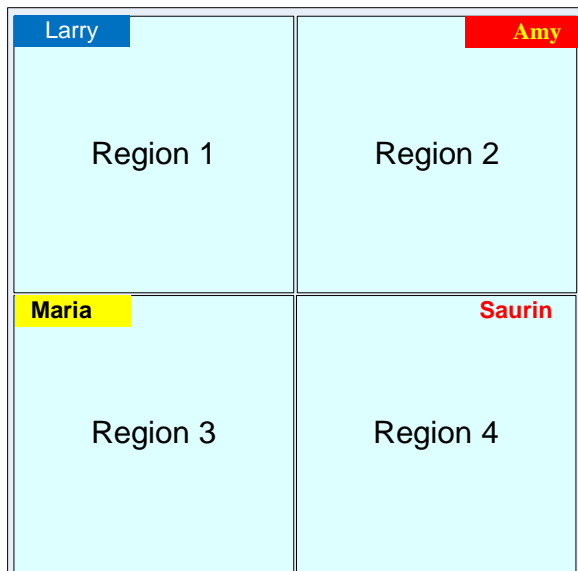 Larry
Amy
Region 1
Region 2
Maria
Saurin
Region 3
Region 4